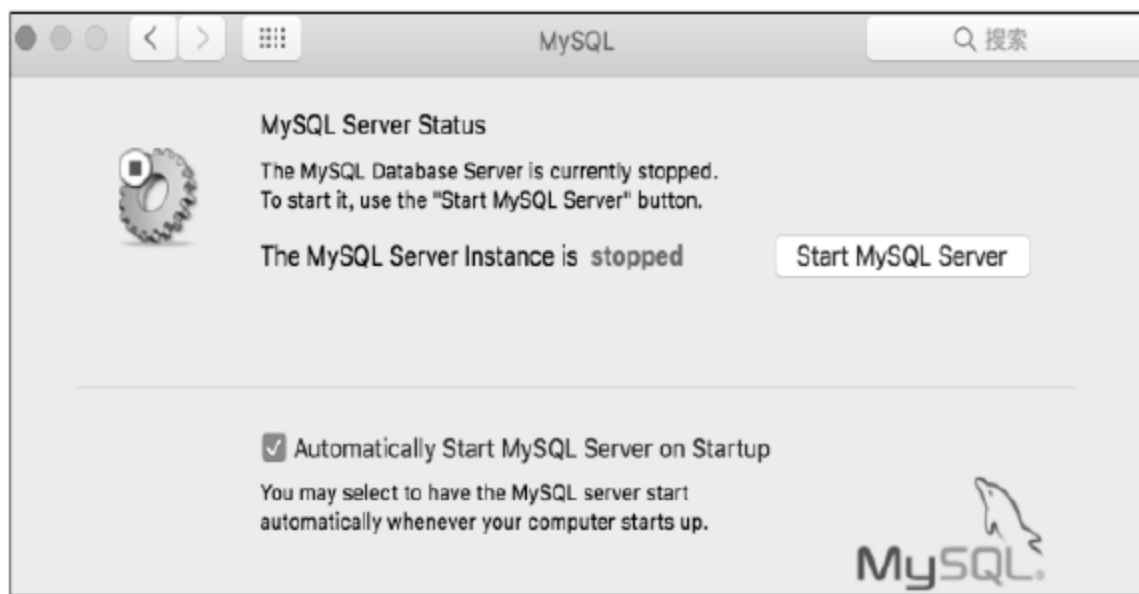 MySQL
搜索
MySQL Server Status
The MySQL Database Server is currently stopped.
To start it, use the "Start MySQL Server" button.
The MySQL Server Instance is stopped
Start MySQL Server
Automatically Start MySQL Server on Startup
You may select to have the MySQL server start
automatically whenever your computer starts up.
MySQL®